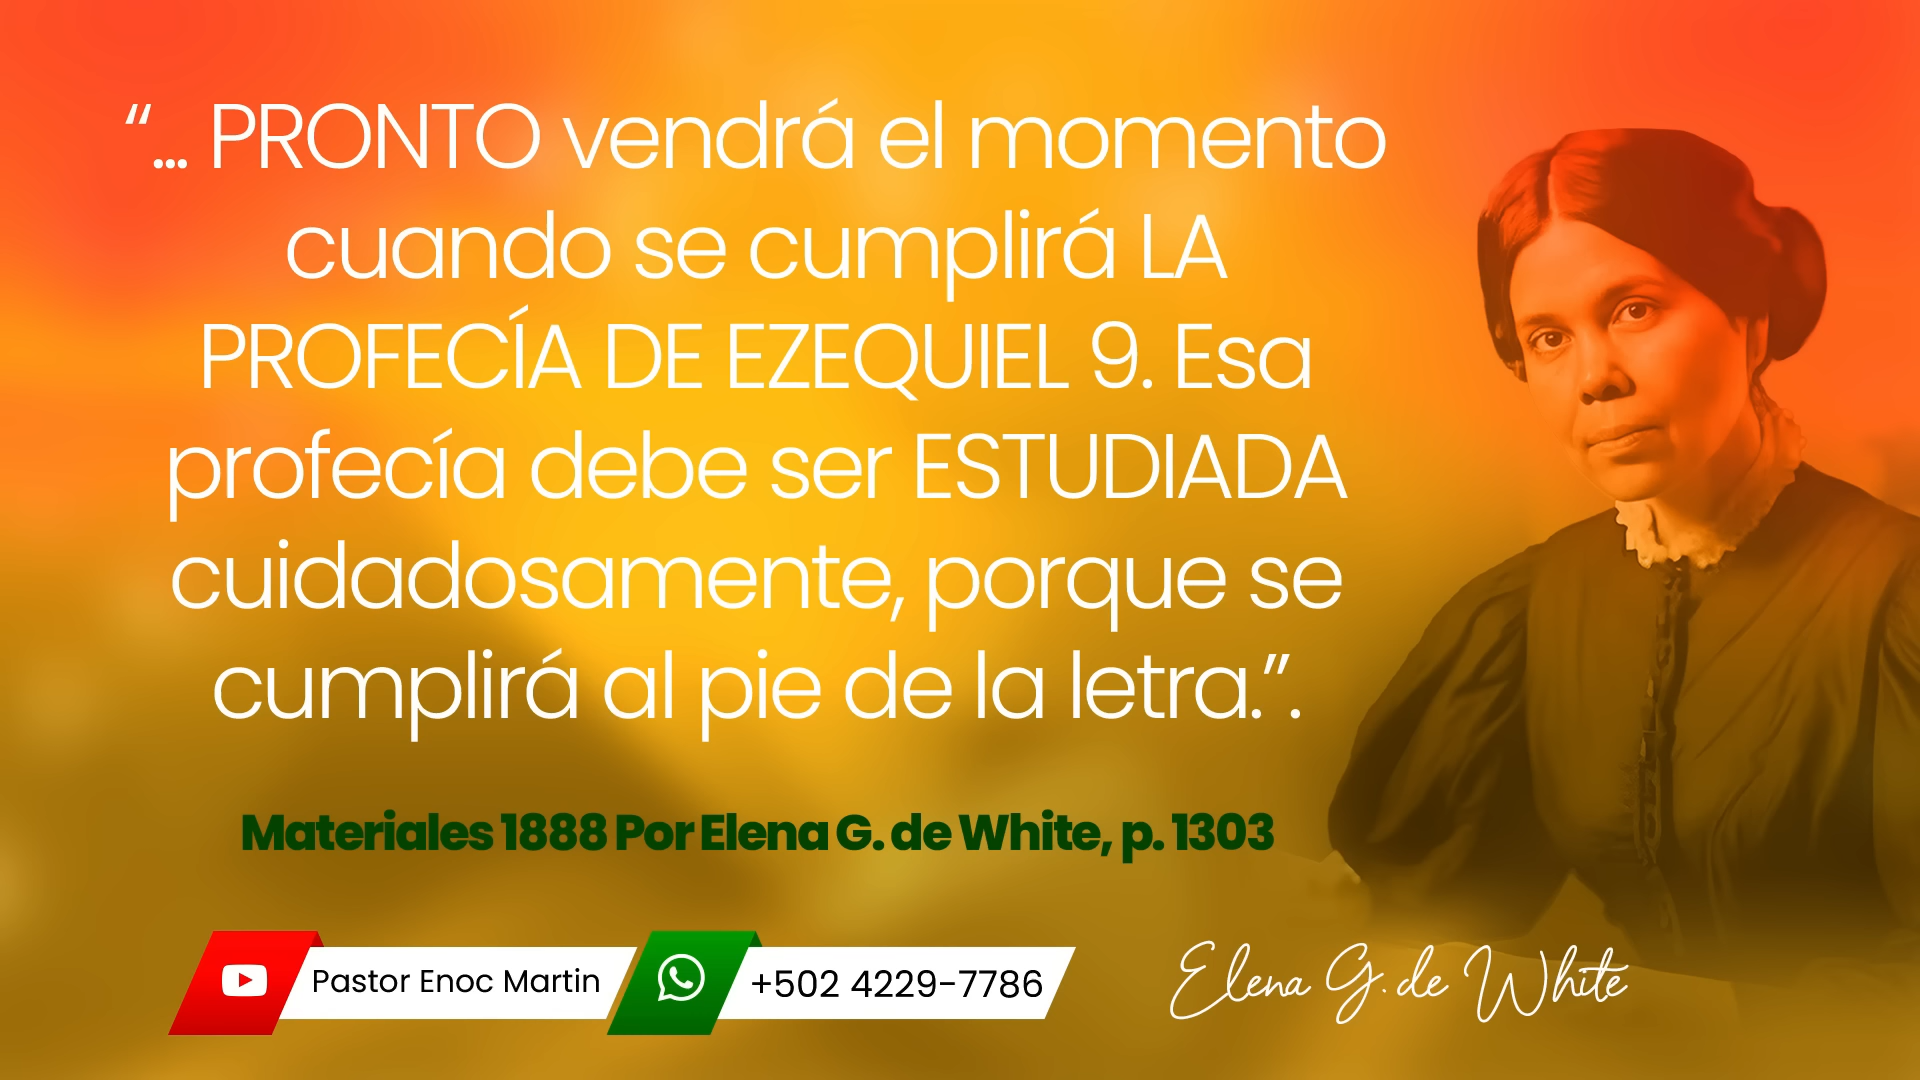 “... PRONTO vendrá el momento
cuando se cumplirá LA
PROFECÍA DE EZEQUIEL 9. Esa
profecía debe ser ESTUDIADA
cuidadosamente, porque se
cumplirá al pie de la letra.”.
Materiales 1888 Por Elena G. de White, p. 1303
Pastor Enoc Martin
+502 4229-7786
Elena G. de White